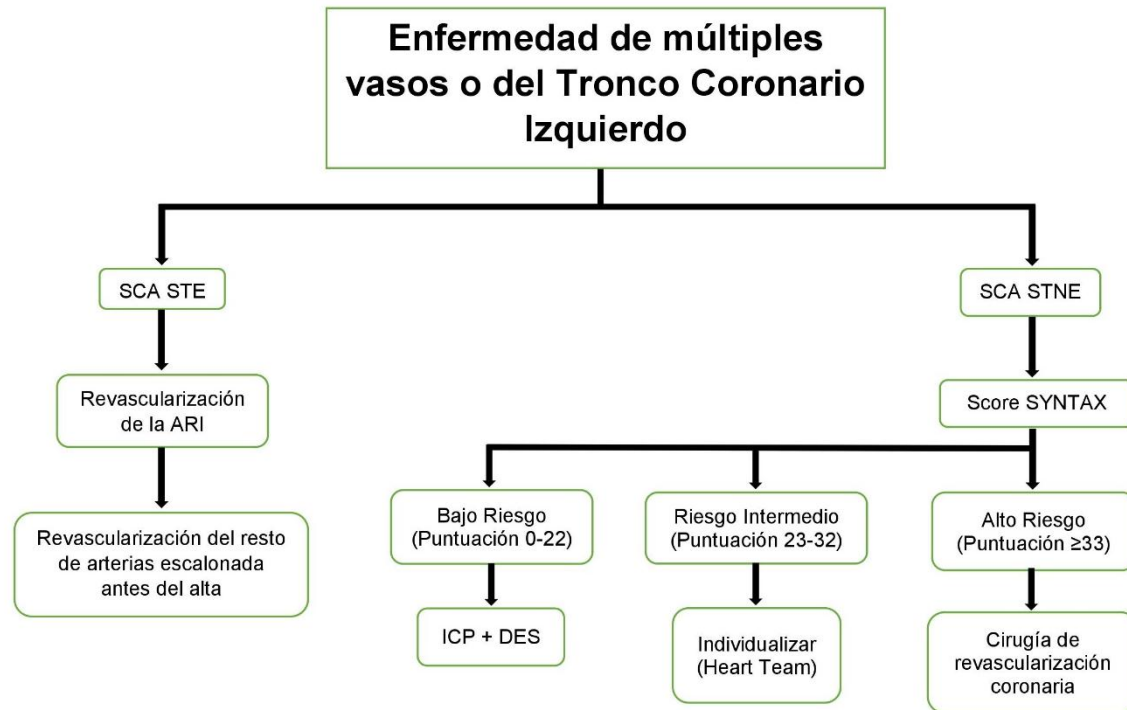 Enfermedad de múltiples
vasos o del Tronco Coronario
Izquierdo
SCA STE
SCA STNE
Revascularización
de la ARI
Score SYNTAX
Revascularización del resto
de arterias escalonada
antes del alta
Bajo Riesgo
(Puntuación 0-22)
Riesgo Intermedio
(Puntuación 23-32)
Alto Riesgo
(Puntuación ≥33)
ICP + DES
Individualizar
(Heart Team)
Cirugía de
revascularización
coronaria